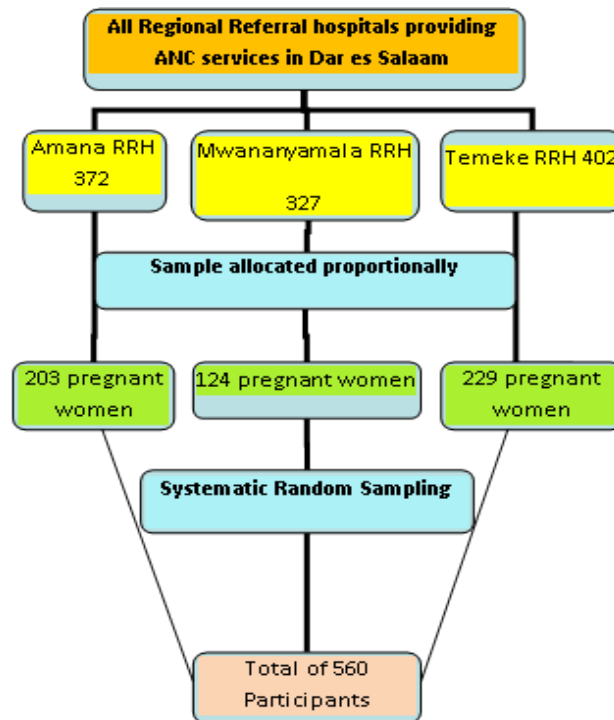 All Regional Referral hospitals providing
ANC services in Dar es Salaam
Amana RRH
372
Mwananyamala RRH
327
Temeke RRH 402
Sample allocated proportionally
203 pregnant
women
124 pregnant women
229 pregnant
women
Systematic Random Sampling
Total of 560
Participants